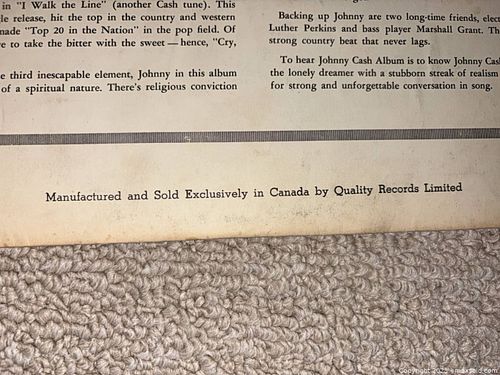 in "I Walk the Line" (another Cash tune). This
release, hit the top in the country and western
made "Top 20 in the Nation" in the pop field. Of
to take the bitter with the sweet — hence, "Cry,
third inescapable element, Johnny in this album
of a spiritual nature. There's religious conviction
Backing up Johnny are two long-time friends,
Luther Perkins and bass player Marshall Grant.
strong country beat that never lags.
To hear Johnny Cash Album is to know Johnny
the lonely dreamer with a stubborn streak of realism
for strong and unforgettable conversation in song.
Manufactured and Sold Exclusively in Canada by Quality Records Limited